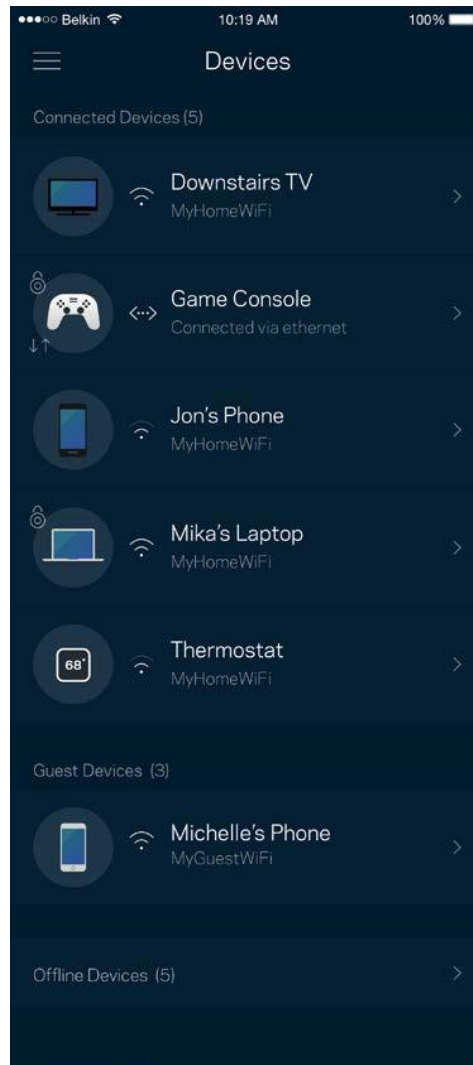 Belkin 10:19 AM 100%
Devices
Connected Devices (5)
Downstairs TV
MyHomeWiFi
Game Console
Connected via ethernet
Jon's Phone
MyHomeWiFi
Mika's Laptop
MyHomeWiFi
68°
Thermostat
MyHomeWiFi
Guest Devices (3)
Michelle's Phone
MyGuestWiFi
Offline Devices (5)